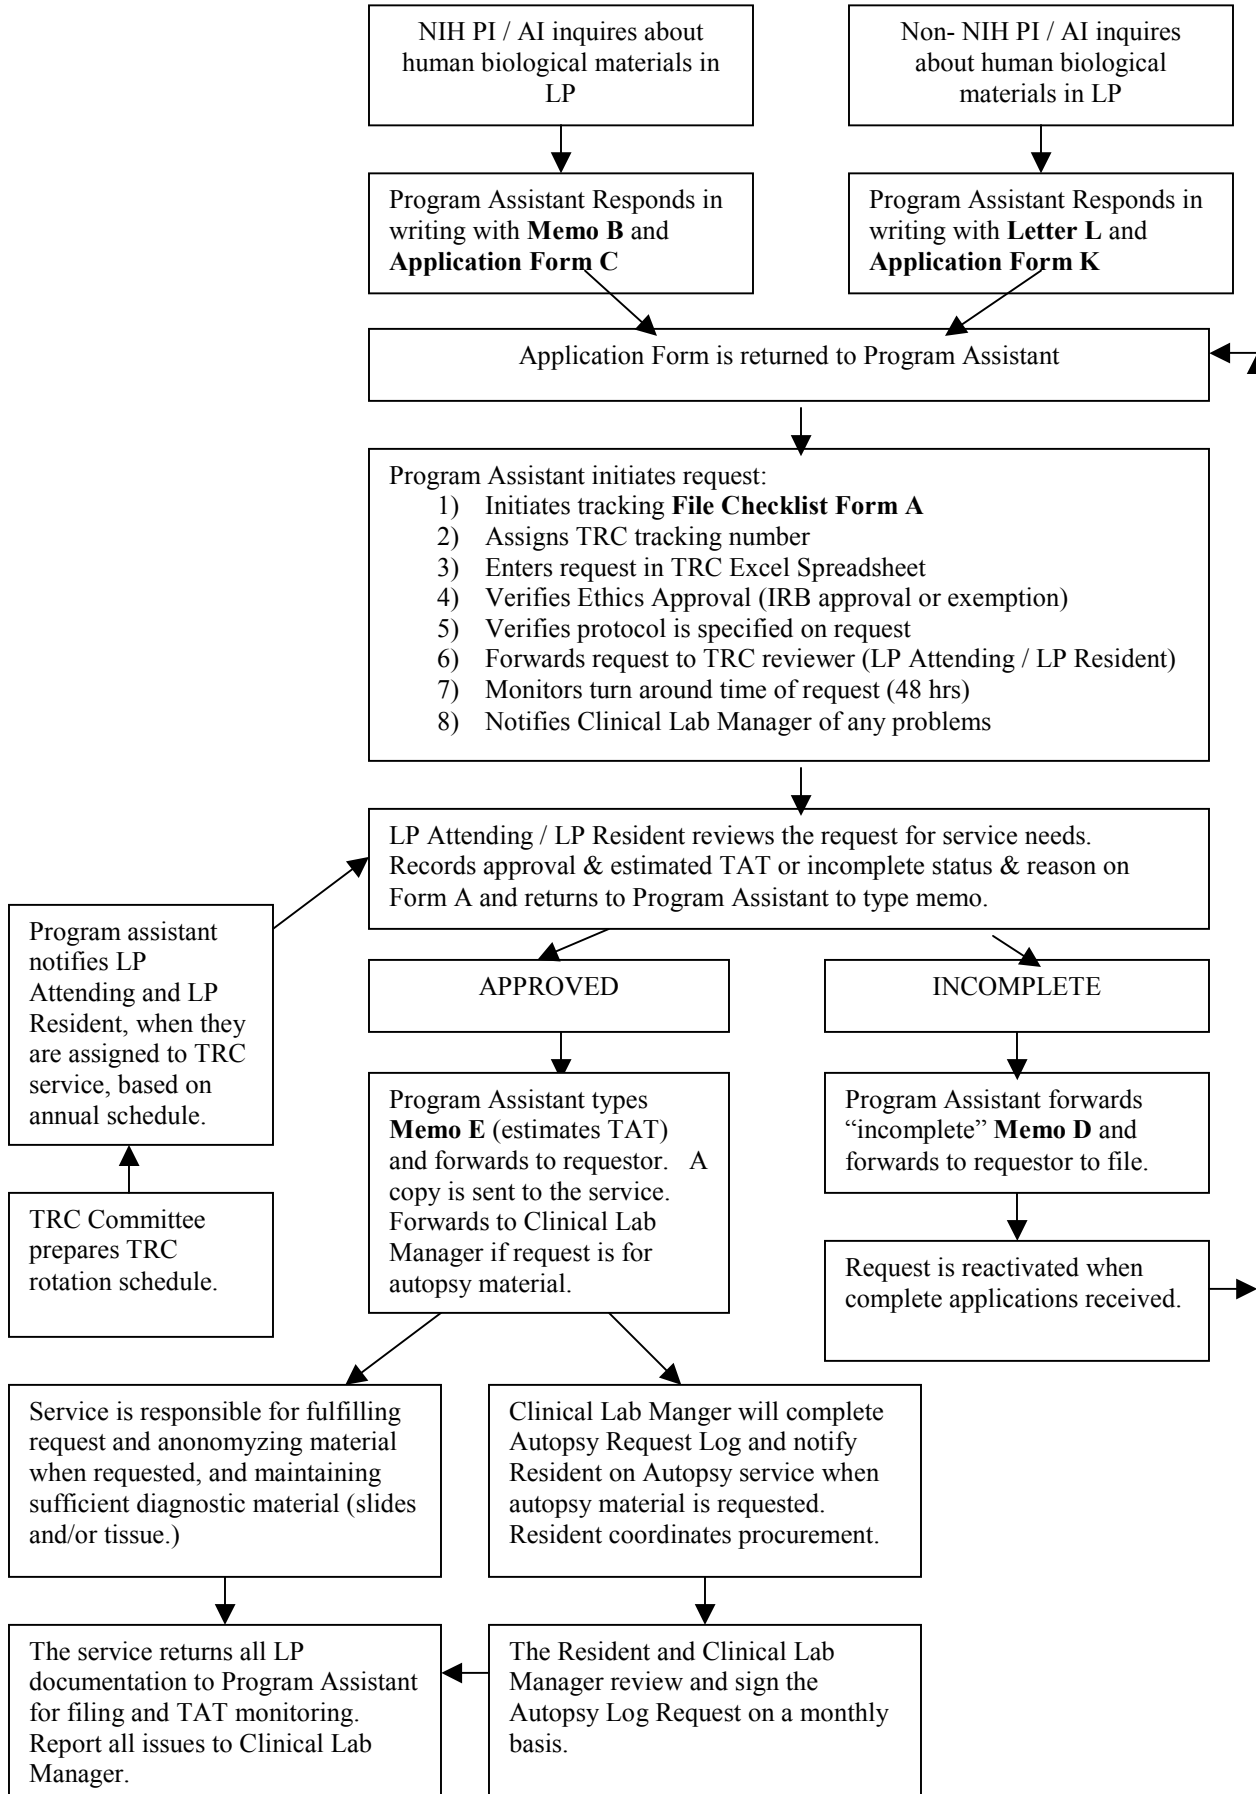 NIH PI / AI inquires about
human biological materials in
LP
Non- NIH PI / AI inquires
about human biological
materials in LP
Program Assistant Responds in
writing with Memo B and
Application Form C
Program Assistant Responds in
writing with Letter L and
Application Form K
Application Form is returned to Program Assistant
Program Assistant initiates request:
1) Initiates tracking File Checklist Form A
2) Assigns TRC tracking number
3) Enters request in TRC Excel Spreadsheet
4) Verifies Ethics Approval (IRB approval or exemption)
5) Verifies protocol is specified on request
6) Forwards request to TRC reviewer (LP Attending / LP Resident)
7) Monitors turn around time of request (48 hrs)
8) Notifies Clinical Lab Manager of any problems
LP Attending / LP Resident reviews the request for service needs.
Records approval & estimated TAT or incomplete status & reason on
Form A and returns to Program Assistant to type memo.
Program assistant
notifies LP
Attending and LP
Resident, when they
are assigned to TRC
service, based on
annual schedule.
TRC Committee
prepares TRC
rotation schedule.
APPROVED
INCOMPLETE
Program Assistant types
Memo E (estimates TAT)
and forwards to requestor. A
copy is sent to the service.
Forwards to Clinical Lab
Manager if request is for
autopsy material.
Program Assistant forwards
“incomplete” Memo D and
forwards to requestor to file.
Request is reactivated when
complete applications received.
Service is responsible for fulfilling
request and anonomyzing material
when requested, and maintaining
sufficient diagnostic material (slides
and/or tissue.)
Clinical Lab Manger will complete
Autopsy Request Log and notify
Resident on Autopsy service when
autopsy material is requested.
Resident coordinates procurement.
The service returns all LP
documentation to Program Assistant
for filing and TAT monitoring.
Report all issues to Clinical Lab
Manager.
The Resident and Clinical Lab
Manager review and sign the
Autopsy Log Request on a monthly
basis.